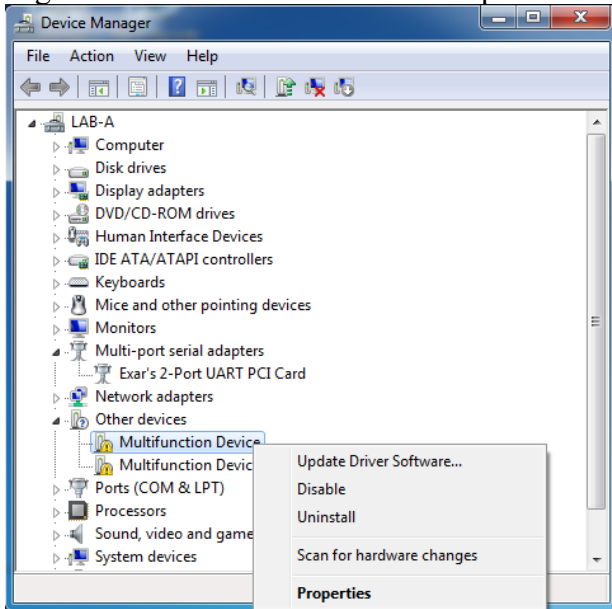 Device Manager
File Action View Help
LAB-A
Computer
Disk drives
Display adapters
DVD/CD-ROM drives
Human Interface Devices
IDE ATA/ATAPI controllers
Keyboards
Mice and other pointing devices
Monitors
Multi-port serial adapters
Exar's 2-Port UART PCI Card
Network adapters
Other devices
Multifunction Device
Multifunction Devic
Ports (COM & LPT)
Processors
Sound, video and game
System devices
Update Driver Software...
Disable
Uninstall
Scan for hardware changes
Properties